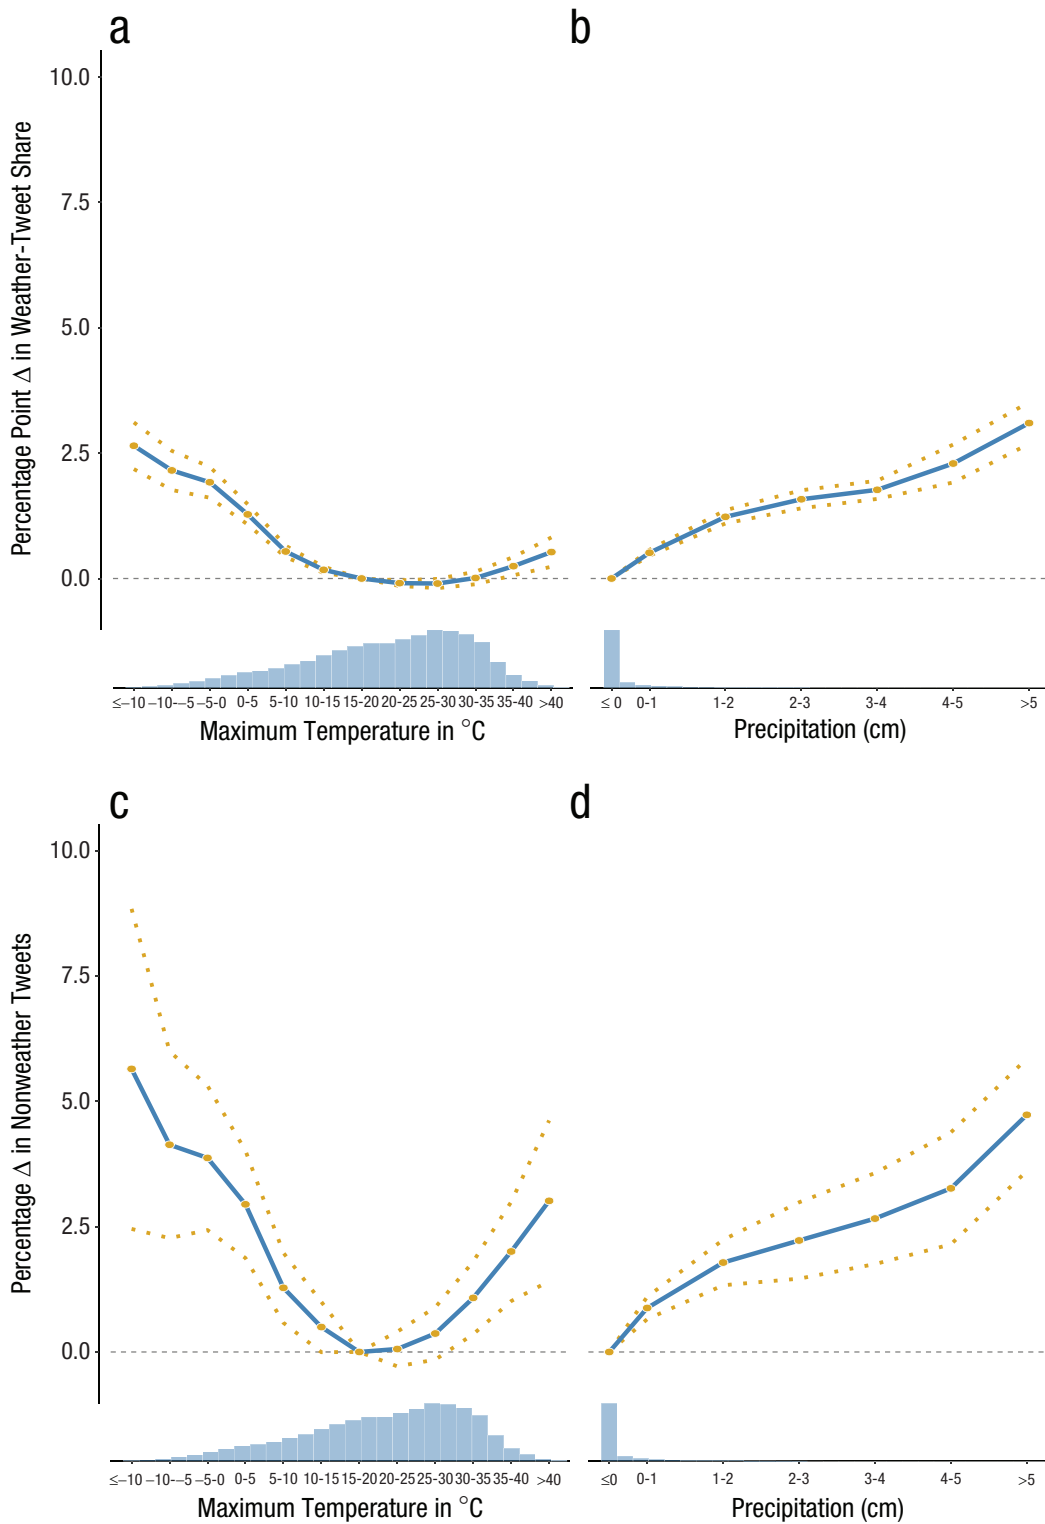 a
b
Percentage Point Δ in Weather-Tweet Share
10.0
7.5
5.0
2.5
0.0
≤−10 −10-−5 −5-0 0-5 5-10 10-15 15-20 20-25 25-30 30-35 35-40 >40
≤ 0 0-1 1-2 2-3 3-4 4-5 >5
Maximum Temperature in °C
Precipitation (cm)
c
d
Percentage Δ in Nonweather Tweets
10.0
7.5
5.0
2.5
0.0
≤−10 −10-−5 −5-0 0-5 5-10 10-15 15-20 20-25 25-30 30-35 35-40 >40
≤0 0-1 1-2 2-3 3-4 4-5 >5
Maximum Temperature in °C
Precipitation (cm)